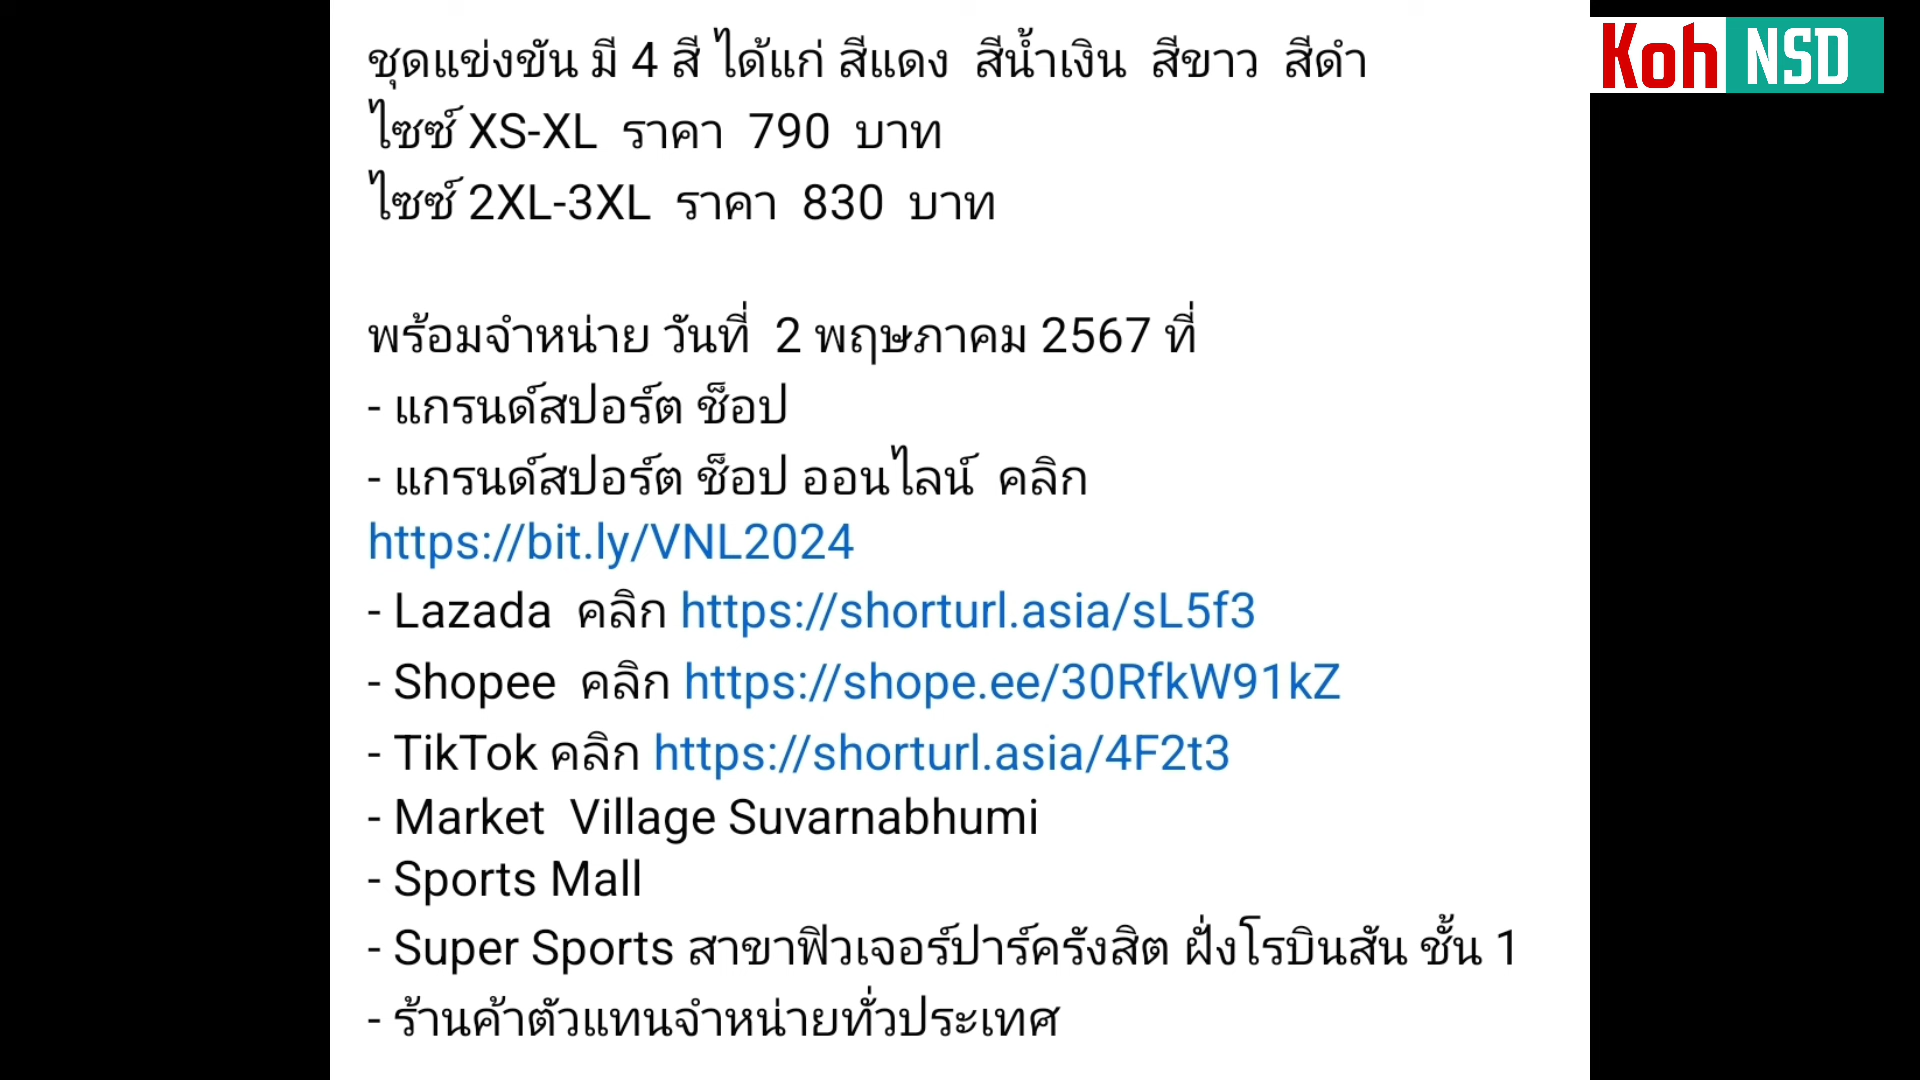 Koh NSD
ชุดแข่งขัน มี 4 สี ได้แก่ สีแดง สีน้ำเงิน สีขาว สีดำ
ไซซ์ XS-XL ราคา 790 บาท
ไซซ์ 2XL-3XL ราคา 830 บาท
พร้อมจำหน่าย วันที่ 2 พฤษภาคม 2567 ที่
- แกรนด์สปอร์ต ช็อป
- แกรนด์สปอร์ต ช็อป ออนไลน์ คลิก
https://bit.ly/VNL2024
- Lazada คลิก https://shorturl.asia/sL5f3
- Shopee คลิก https://shope.ee/30RfkW91kZ
- TikTok คลิก https://shorturl.asia/4F2t3
- Market Village Suvarnabhumi
- Sports Mall
- Super Sports สาขาฟิวเจอร์ปาร์ครังสิต ฝั่งโรบินสัน ชั้น 1
- ร้านค้าตัวแทนจำหน่ายทั่วประเทศ